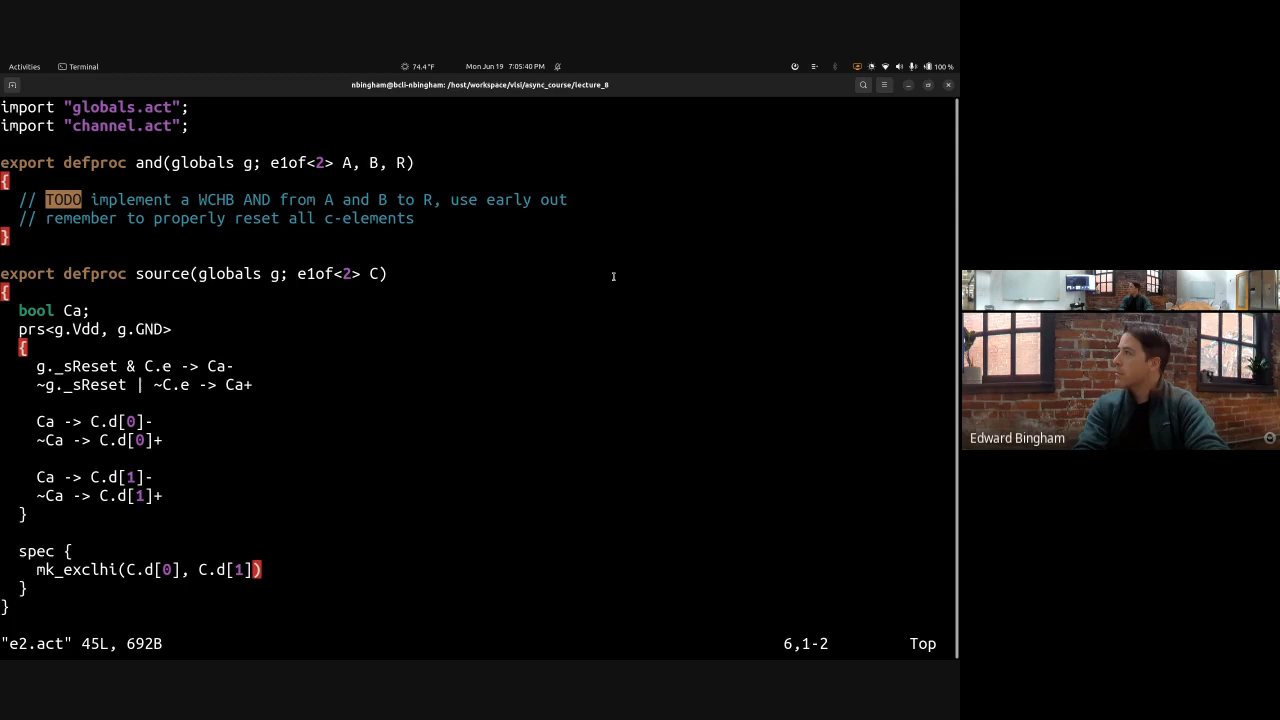 Activities
Terminal
74.4°F
Mon Jun 19 7:05:40 PM
100 %
nbingham@bcli-nbingham: /host/workspace/vlsi/async_course/lecture_8
import "globals.act";
import "channel.act";
export defproc and(globals g; e1of<2> A, B, R)
{
// TODO implement a WCHB AND from A and B to R, use early out
// remember to properly reset all c-elements
}
export defproc source(globals g; e1of<2> C)
{
bool Ca;
prs<g.Vdd, g.GND>
{
g._sReset & C.e -> Ca-
~g._sReset | ~C.e -> Ca+
Ca -> C.d[0]-
~Ca -> C.d[0]+
Ca -> C.d[1]-
~Ca -> C.d[1]+
}
spec {
mk_exclhi(C.d[0], C.d[1])
}
}
"e2.act" 45L, 692B
6,1-2
Top
Edward Bingham